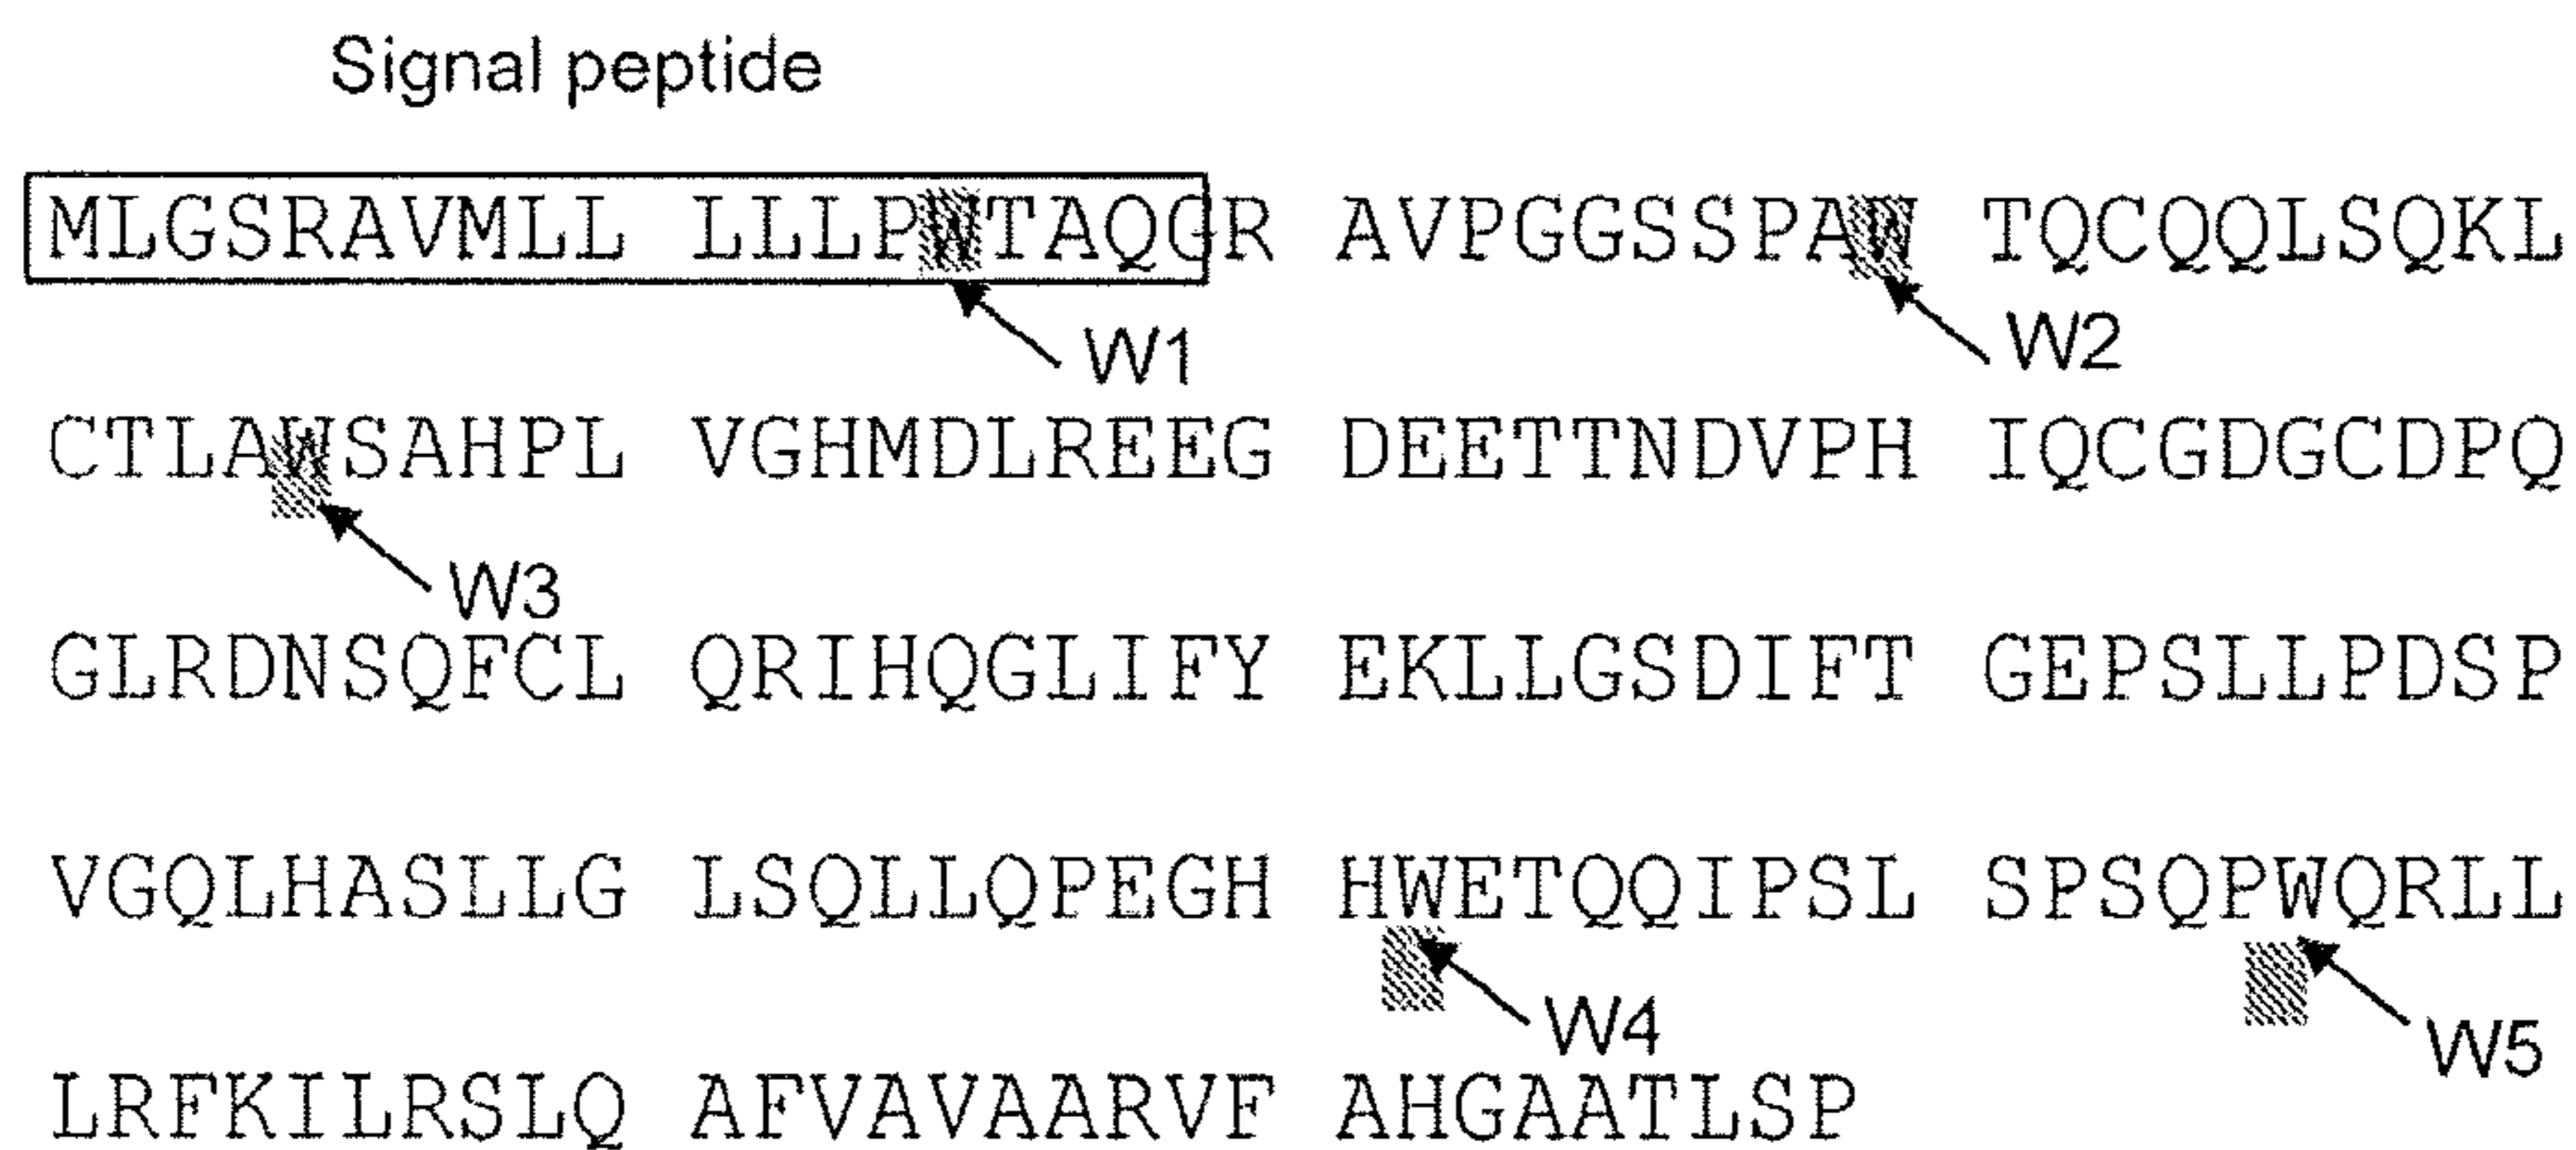 Signal peptide
MLGSRAVMLL LLLPWTAQGR AVPGGSSPAW TQCQQLSQKL
W1 W2
CTLAWSAHPL VGHMDLREEG DEETTNDVPH IQCGDGCDPQ
W3
GLRDNSQFCL QRIHQGLIFY EKLLGSDIFT GEPSLLPDSP
VGQLHASLLG LSQLLQPEGH HWETQQIPSL SPSQPWQRLL
W4 W5
LRFKILRSLQ AFVAVAARVF AHGAATLSP